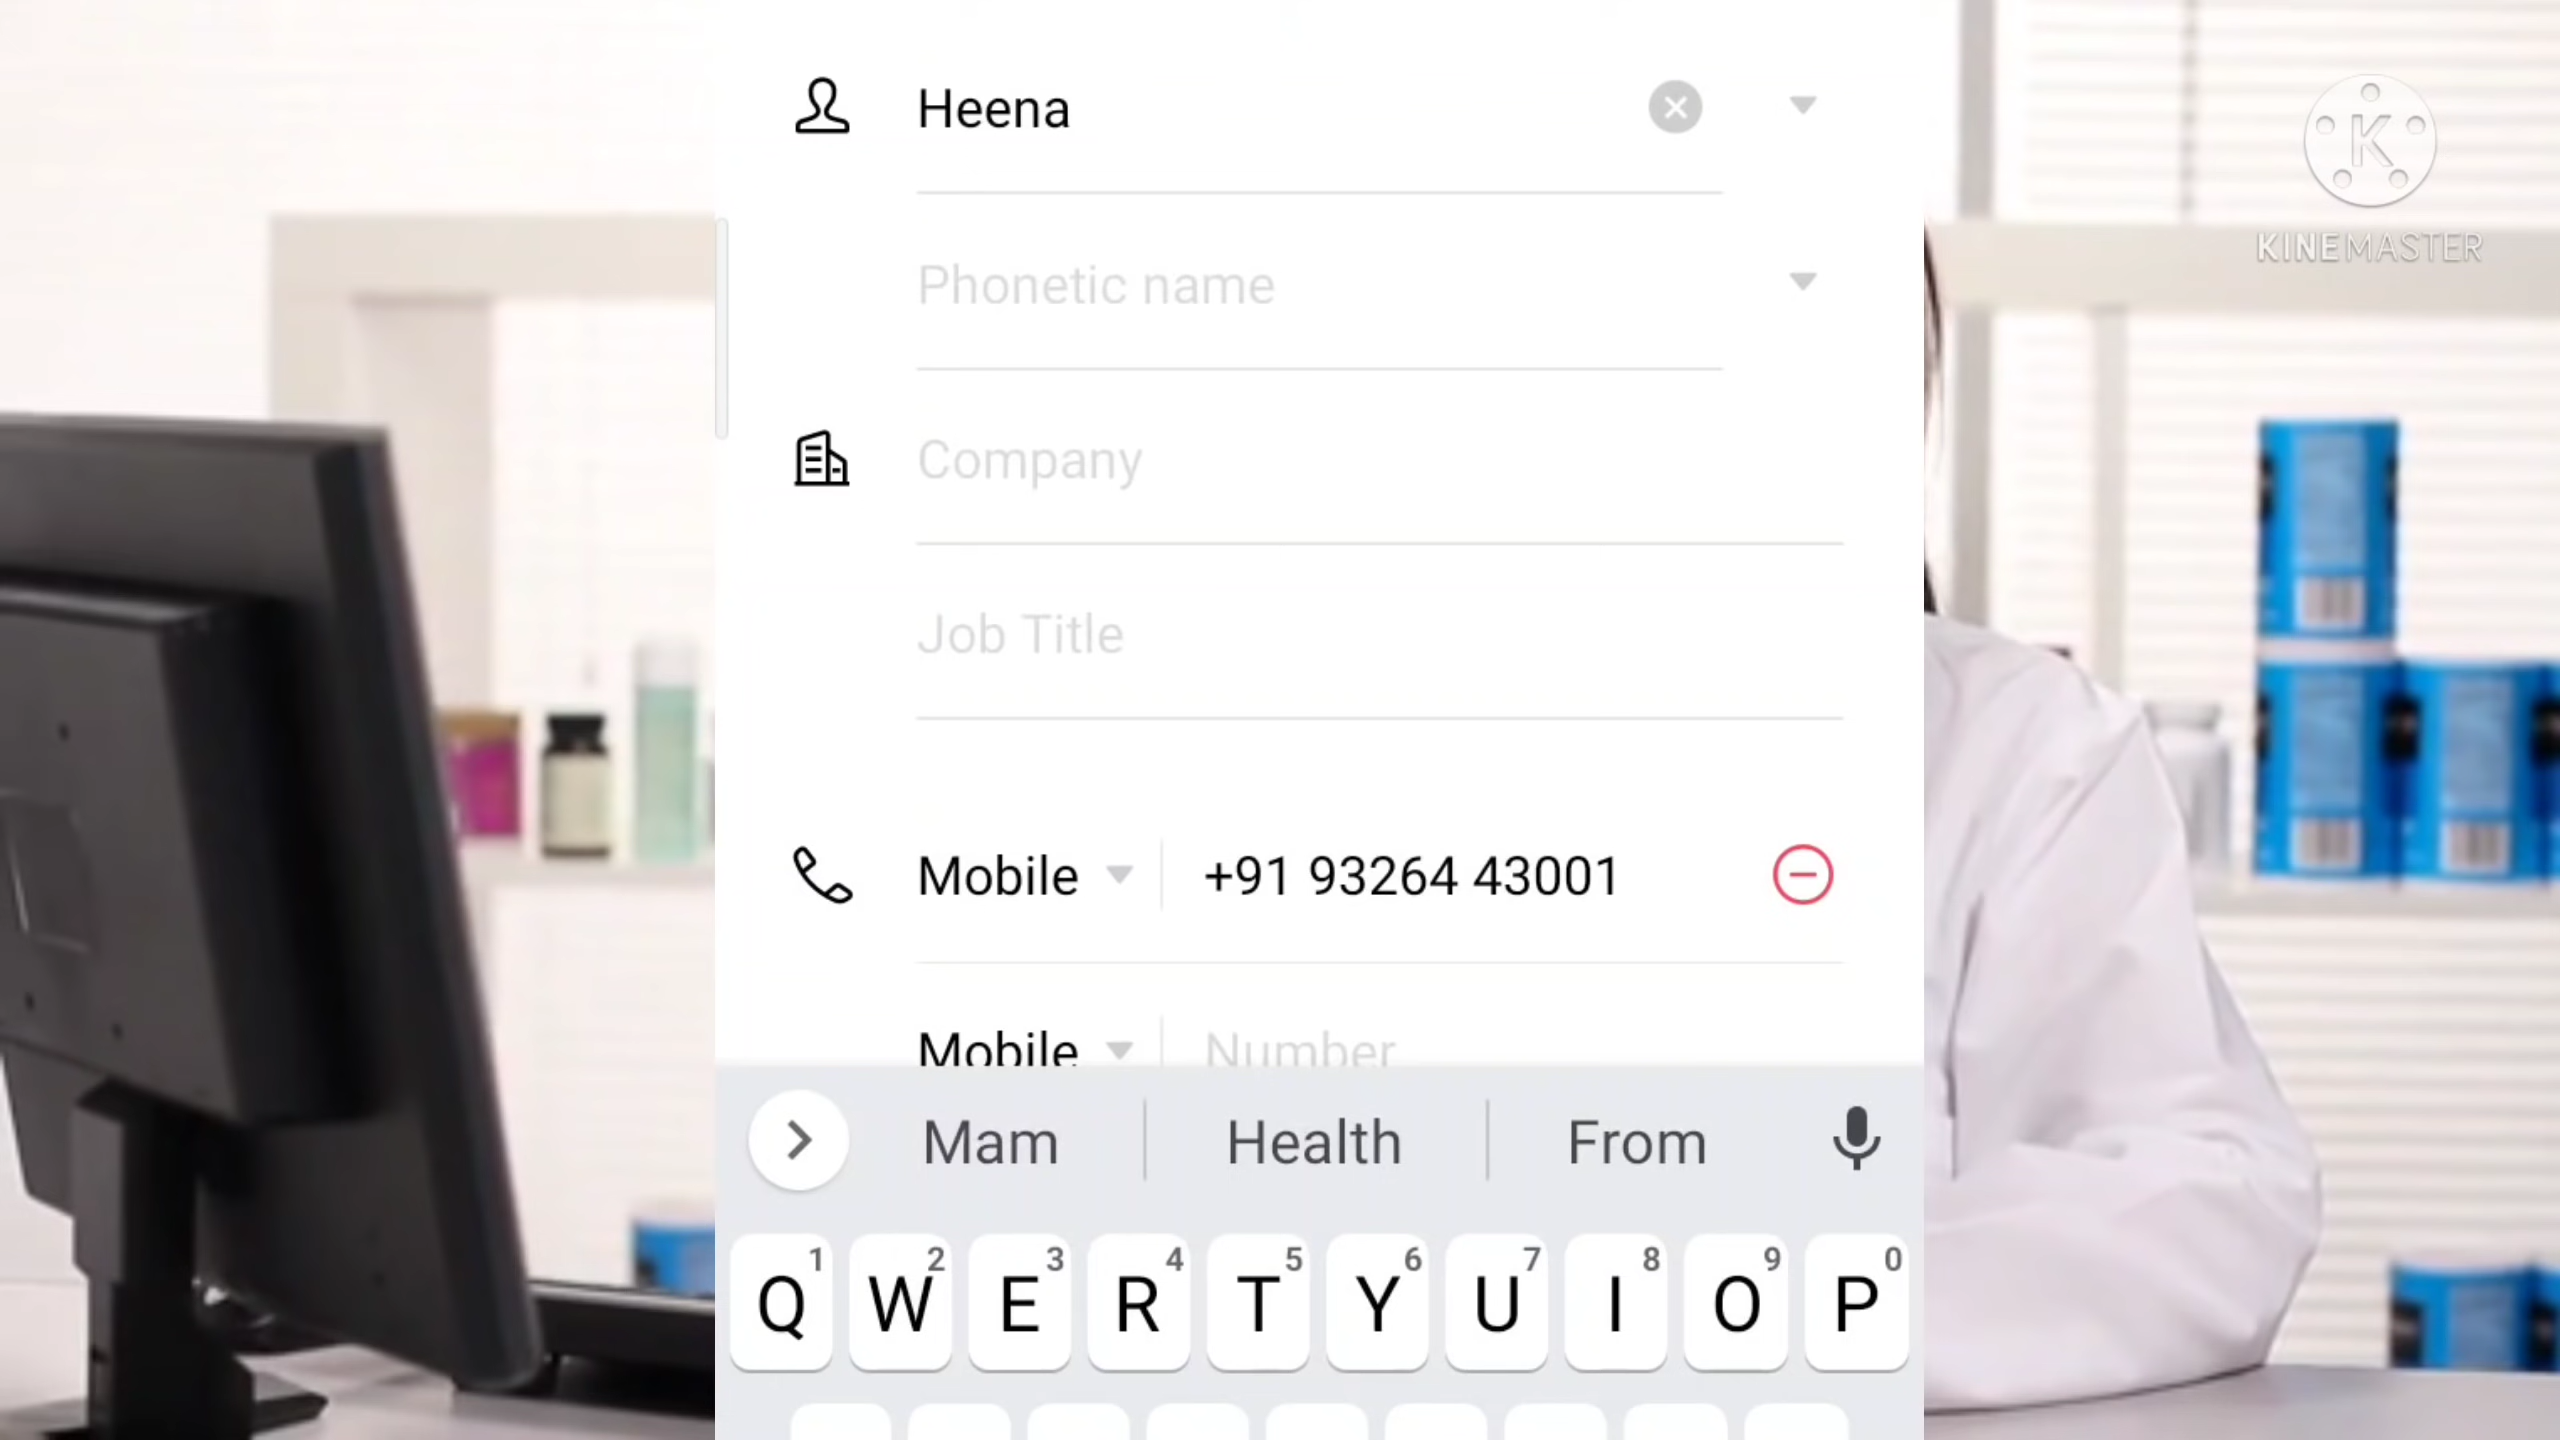 Heena
KINEMASTER
Phonetic name
Company
Job Title
Mobile +91 93264 43001
Mobile Number
Mam Health From
1 2 3 4 5 6 7 8 9 0
Q W E R T Y U I O P